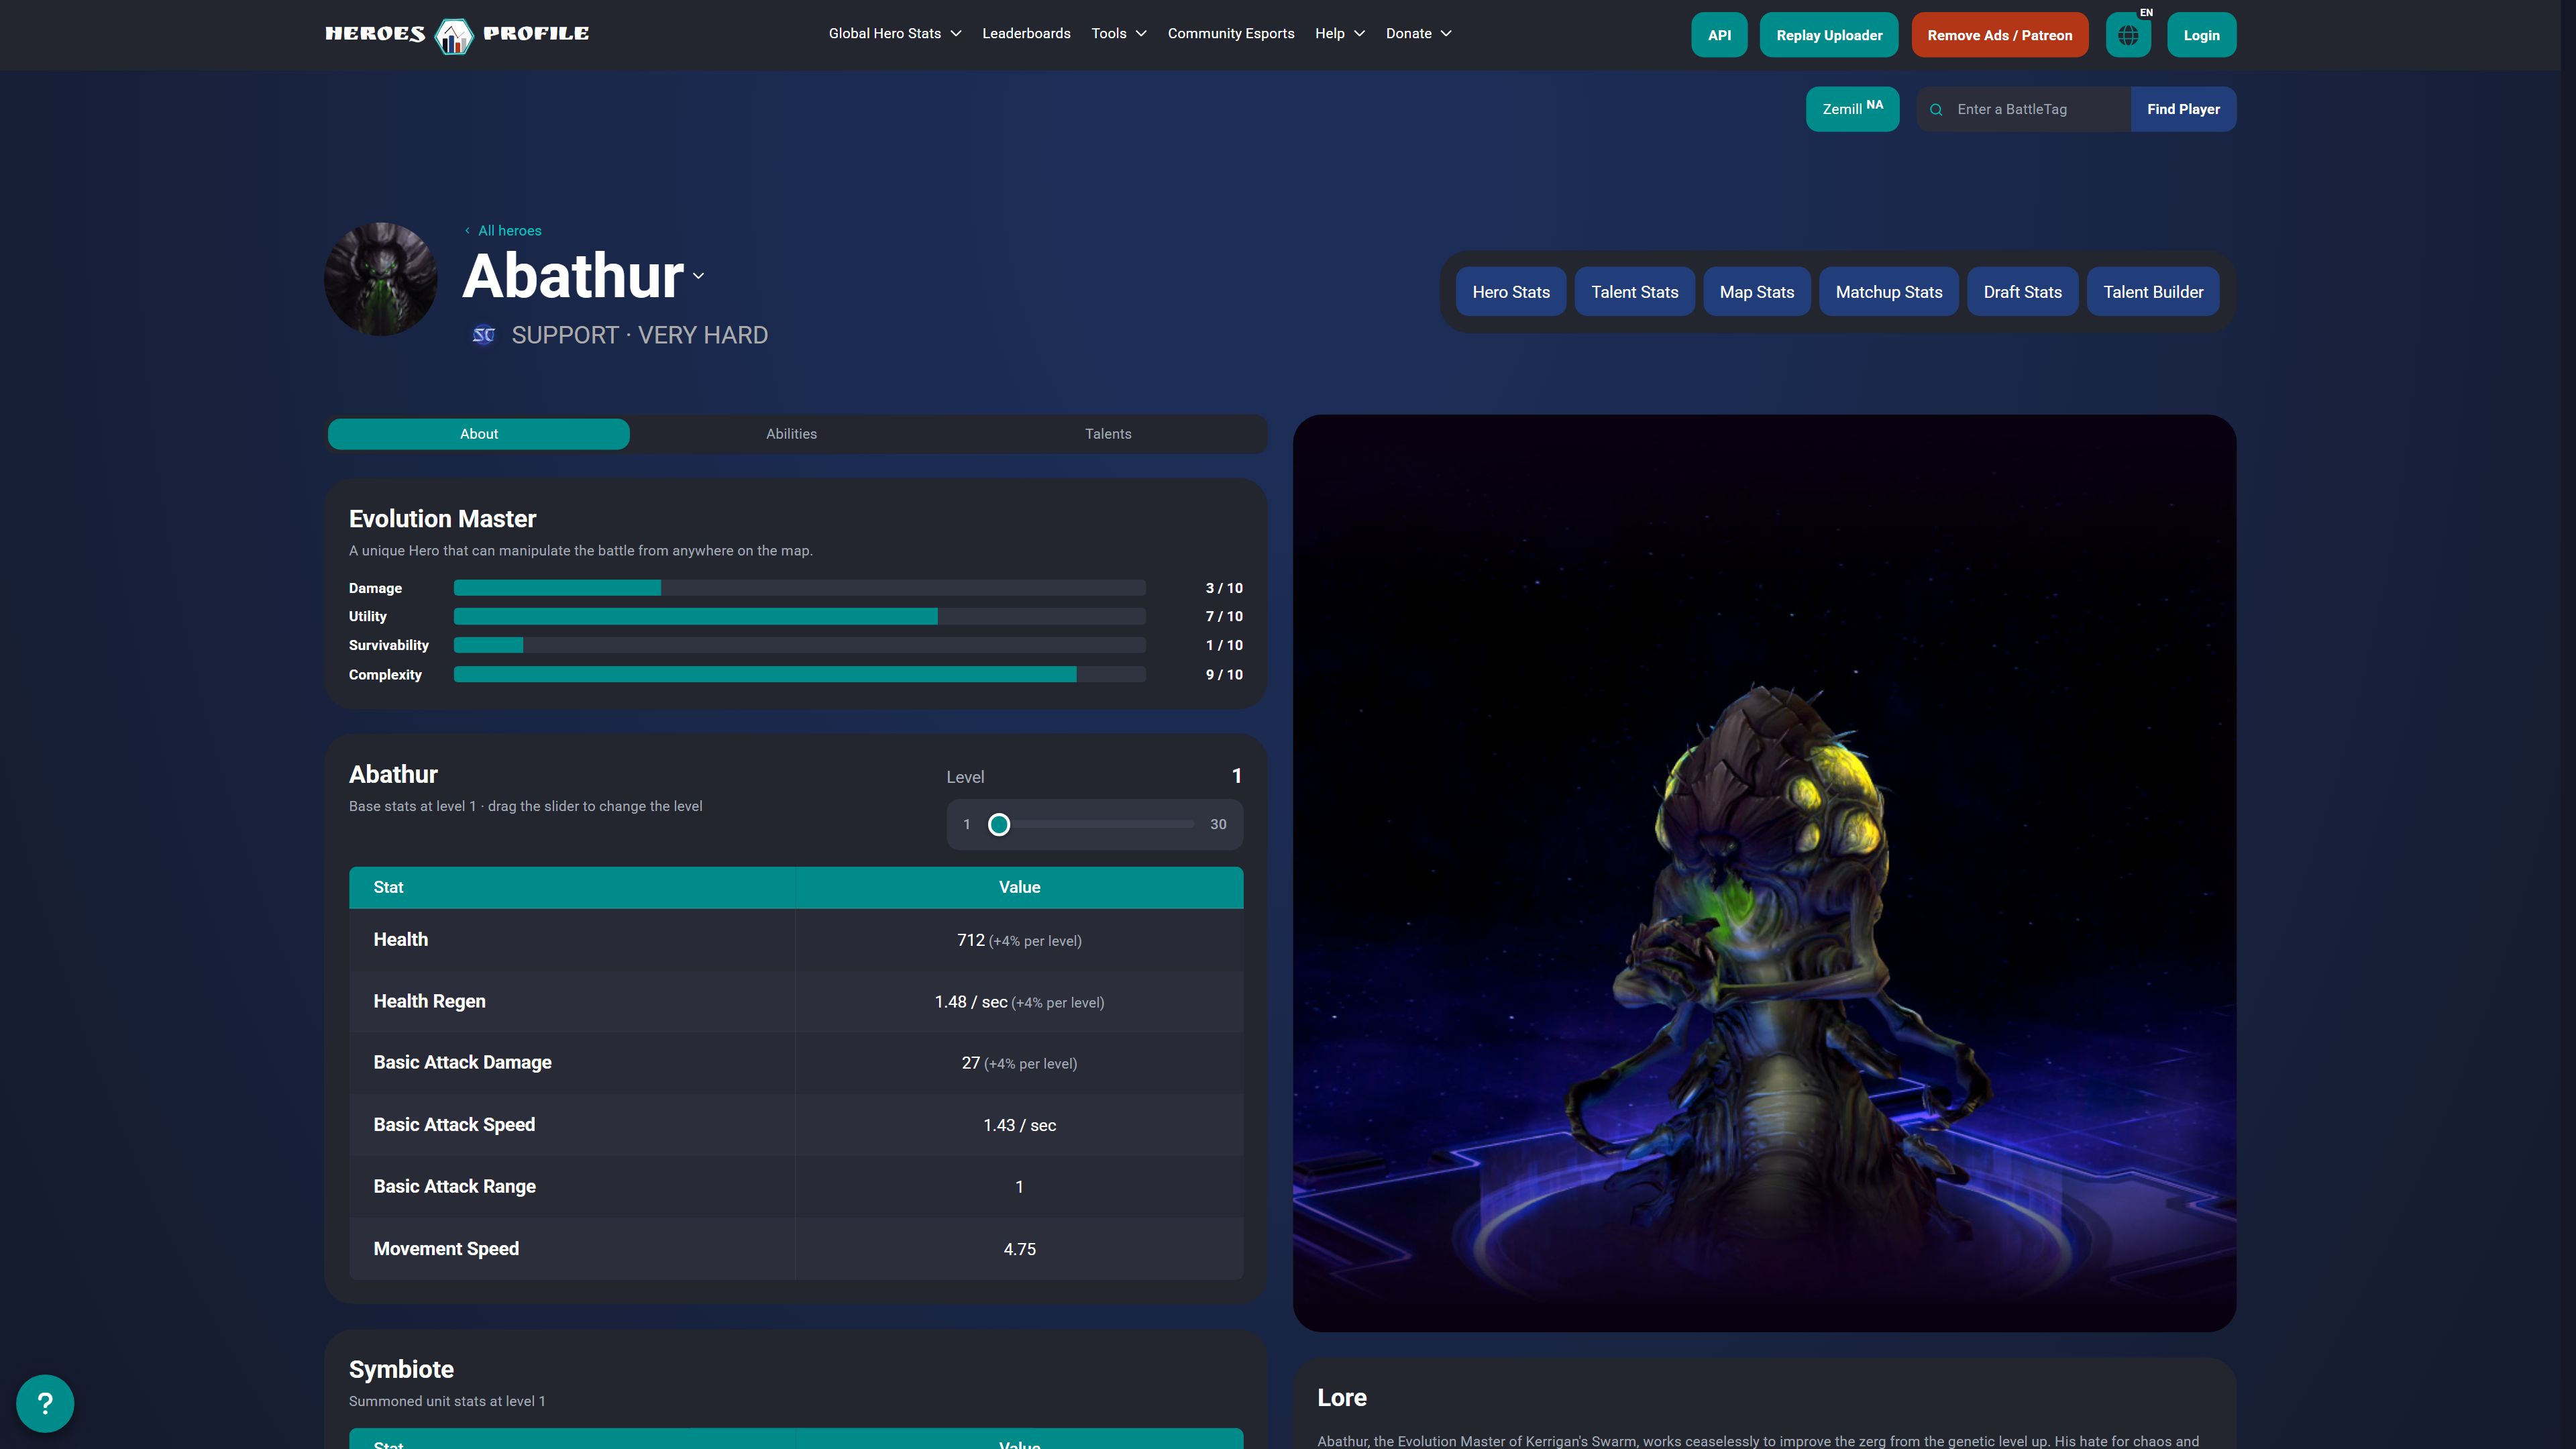 HEROES PROFILE
Global Hero Stats
Leaderboards
Tools
Community Esports
Help
Donate
API
Replay Uploader
Remove Ads / Patreon
EN
Login
Zemill NA
Enter a BattleTag
Find Player
All heroes
Abathur
SC SUPPORT · VERY HARD
Hero Stats
Talent Stats
Map Stats
Matchup Stats
Draft Stats
Talent Builder
About
Abilities
Talents
Evolution Master
A unique Hero that can manipulate the battle from anywhere on the map.
Damage 3 / 10
Utility 7 / 10
Survivability 1 / 10
Complexity 9 / 10
Abathur
Base stats at level 1 · drag the slider to change the level
Level 1
1 30
Stat Value
Health 712 (+4% per level)
Health Regen 1.48 / sec (+4% per level)
Basic Attack Damage 27 (+4% per level)
Basic Attack Speed 1.43 / sec
Basic Attack Range 1
Movement Speed 4.75
Symbiote
Summoned unit stats at level 1
Stat Value
Lore
Abathur, the Evolution Master of Kerrigan's Swarm, works ceaselessly to improve the zerg from the genetic level up. His hate for chaos and
?